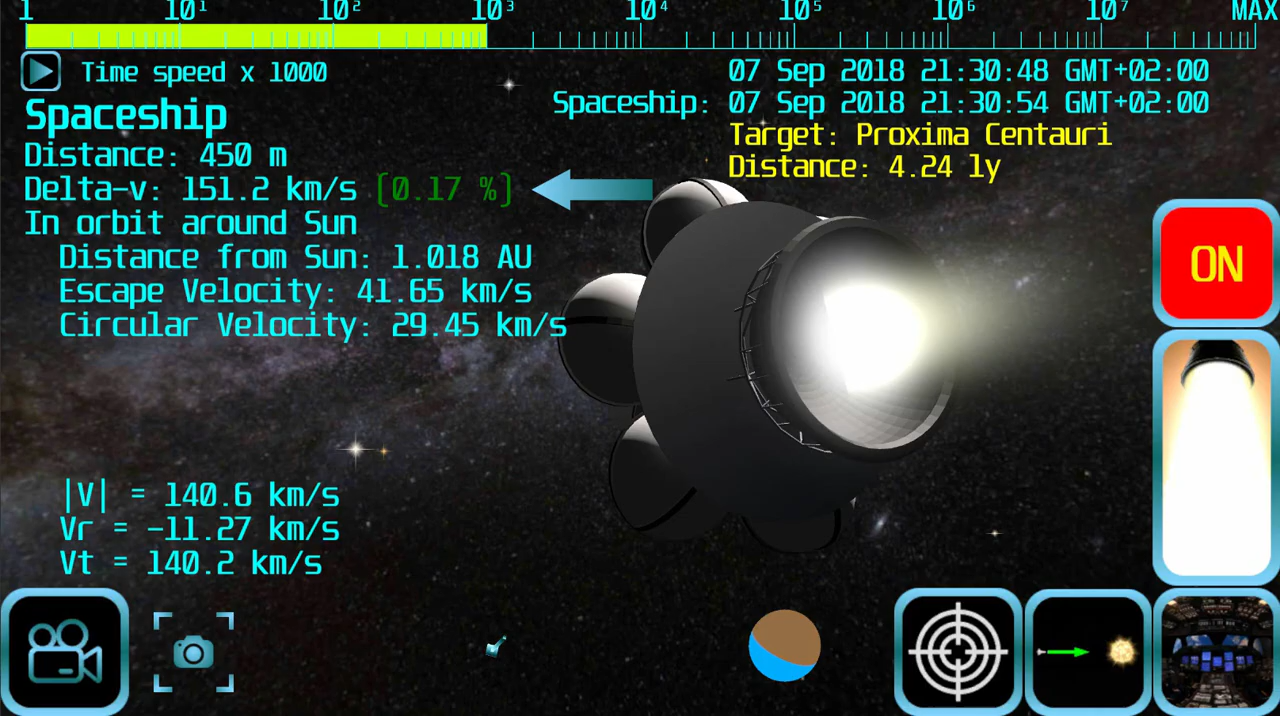 1 10¹ 10² 10³ 10⁴ 10⁵ 10⁶ 10⁷ MAX
Time speed x 1000
07 Sep 2018 21:30:48 GMT+02:00
Spaceship: 07 Sep 2018 21:30:54 GMT+02:00
Target: Proxima Centauri
Distance: 4.24 ly
Spaceship
Distance: 450 m
Delta-v: 151.2 km/s (0.17 %)
In orbit around Sun
Distance from Sun: 1.018 AU
Escape Velocity: 41.65 km/s
Circular Velocity: 29.45 km/s
ON
|V| = 140.6 km/s
Vr = -11.27 km/s
Vt = 140.2 km/s